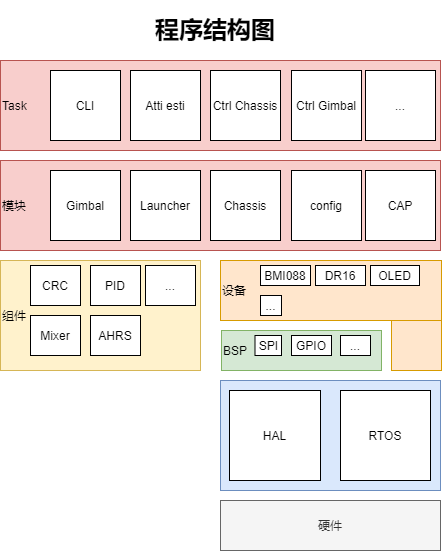 程序结构图
Task
CLI
Atti esti
Ctrl Chassis
Ctrl Gimbal
...
模块
Gimbal
Launcher
Chassis
config
CAP
组件
CRC
PID
...
Mixer
AHRS
设备
BMI088
DR16
OLED
...
BSP
SPI
GPIO
...
HAL
RTOS
硬件